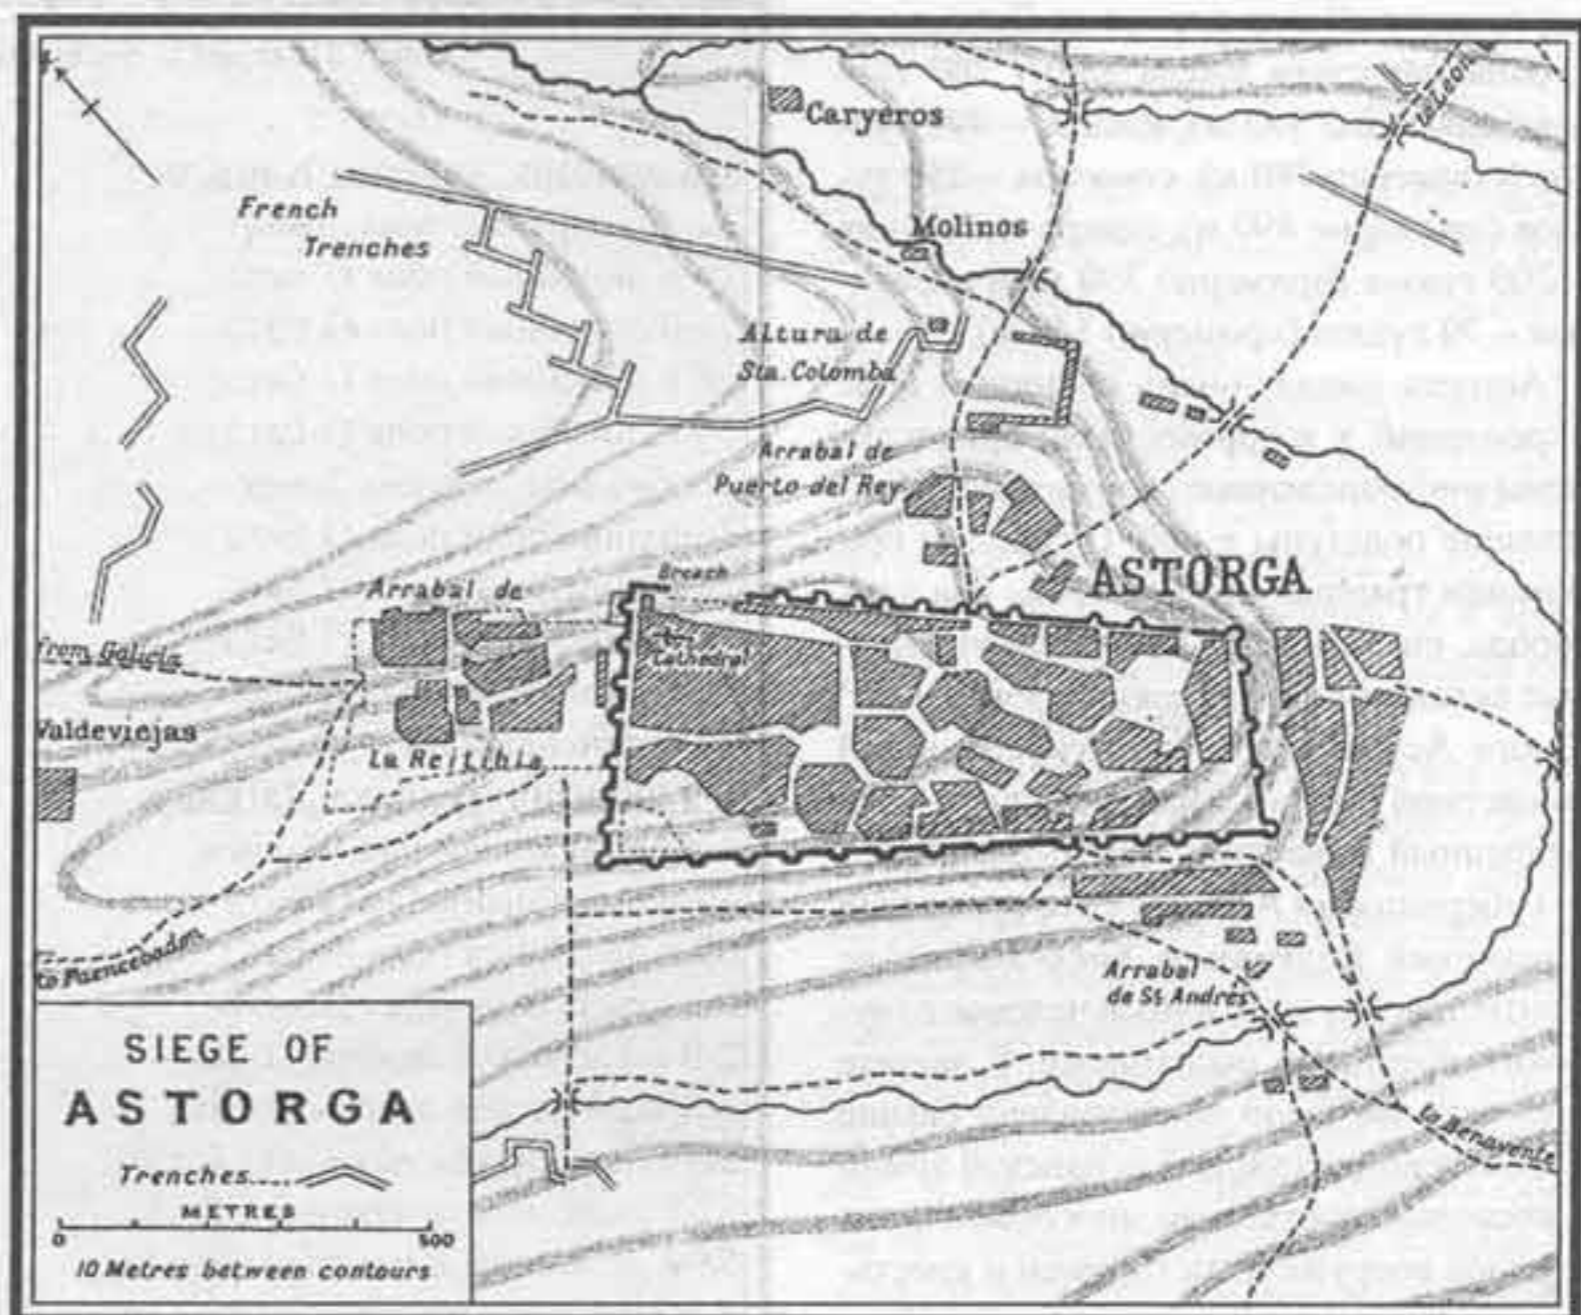 Caryeros
to Leon
French
Trenches
Molinos
Altura de
Sta. Colomba
Arrabal de
Puerto del Rey
Breach
ASTORGA
Arrabal de
Cathedral
from Galicia
Valdeviejas
to Foncebadon
Arrabal
de St Andres
to Benavente
SIEGE OF
ASTORGA
Trenches
METRES
0 500
10 Metres between contours